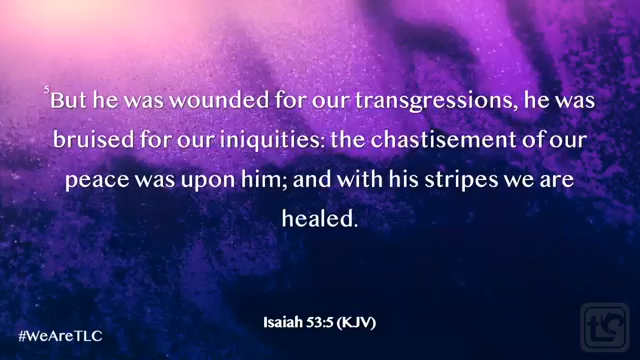 ⁵But he was wounded for our transgressions, he was
bruised for our iniquities: the chastisement of our
peace was upon him; and with his stripes we are
healed.
Isaiah 53:5 (KJV)
#WeAreTLC